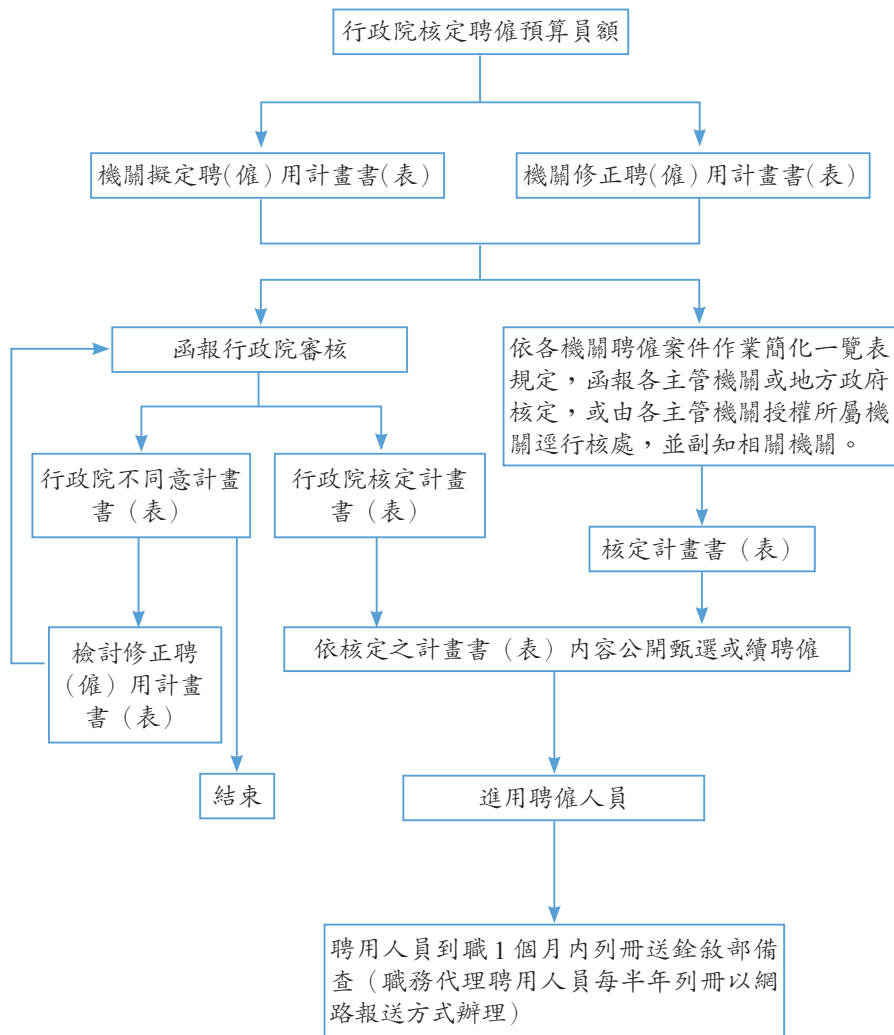 行政院核定聘僱預算員額
機關擬定聘(僱)用計畫書(表)
機關修正聘(僱)用計畫書(表)
函報行政院審核
依各機關聘僱案件作業簡化一覽表
規定，函報各主管機關或地方政府
核定，或由各主管機關授權所屬機
關逕行核處，並副知相關機關。
行政院不同意計畫
書（表）
行政院核定計畫
書（表）
核定計畫書（表）
檢討修正聘
（僱）用計畫
書（表）
依核定之計畫書（表）內容公開甄選或續聘僱
結束
進用聘僱人員
聘用人員到職1個月內列冊送銓敘部備
查（職務代理聘用人員每半年列冊以網
路報送方式辦理）